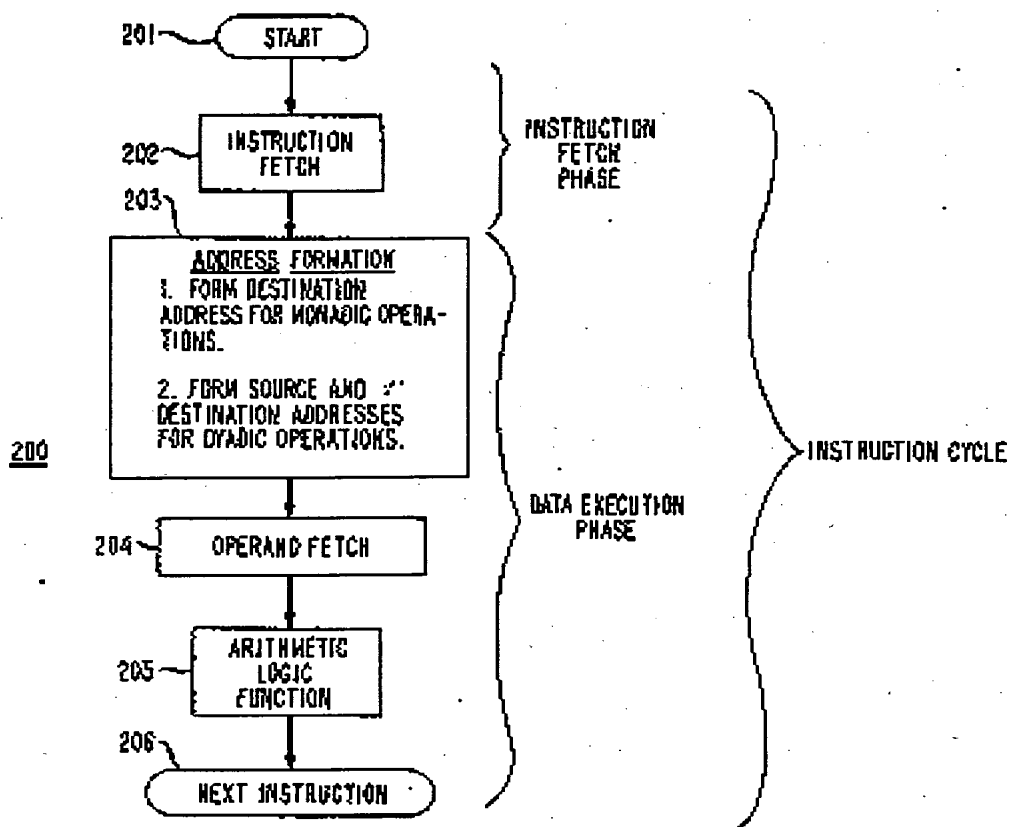 201
START
202
INSTRUCTION
FETCH
INSTRUCTION
FETCH
PHASE
203
ADDRESS FORMATION
1. FORM DESTINATION
ADDRESS FOR MONADIC OPERA-
TIONS.
2. FORM SOURCE AND
DESTINATION ADDRESSES
FOR DYADIC OPERATIONS.
200
INSTRUCTION CYCLE
DATA EXECUTION
PHASE
204
OPERAND FETCH
205
ARITHMETIC
LOGIC
FUNCTION
206
NEXT INSTRUCTION